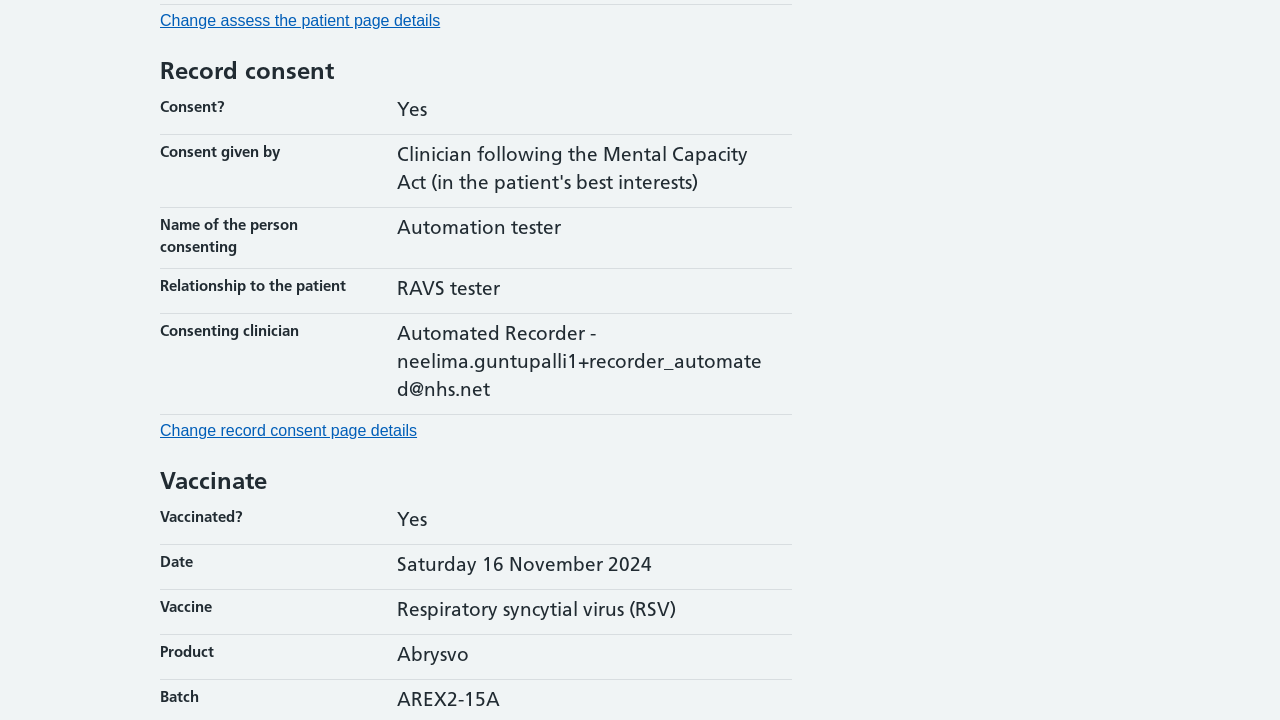 Change assess the patient page details
Record consent
Consent?
Yes
Consent given by
Clinician following the Mental Capacity
Act (in the patient's best interests)
Name of the person
consenting
Automation tester
Relationship to the patient
RAVS tester
Consenting clinician
Automated Recorder -
neelima.guntupalli1+recorder_automate
d@nhs.net
Change record consent page details
Vaccinate
Vaccinated?
Yes
Date
Saturday 16 November 2024
Vaccine
Respiratory syncytial virus (RSV)
Product
Abrysvo
Batch
AREX2-15A